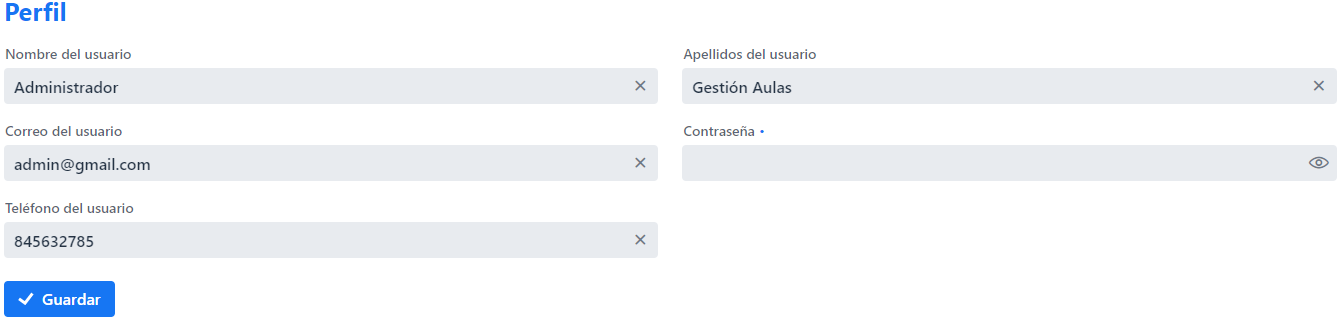 Perfil
Nombre del usuario
Apellidos del usuario
Administrador
Gestión Aulas
Correo del usuario
Contraseña
admin@gmail.com
Teléfono del usuario
845632785
Guardar